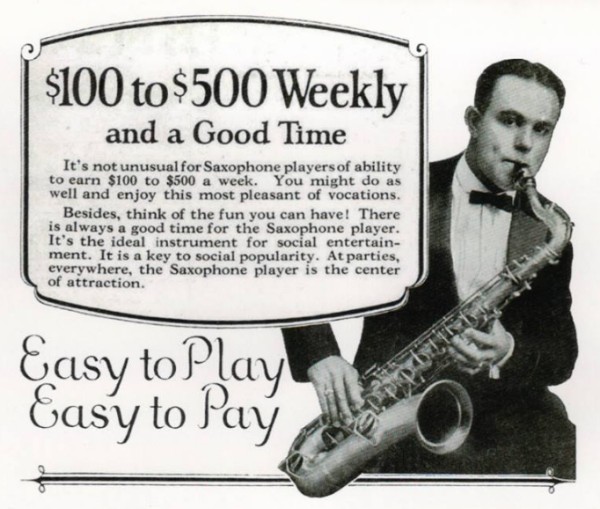 $100 to $500 Weekly
and a Good Time
It's not unusual for Saxophone players of ability
to earn $100 to $500 a week. You might do as
well and enjoy this most pleasant of vocations.
Besides, think of the fun you can have! There
is always a good time for the Saxophone player.
It's the ideal instrument for social entertain-
ment. It is a key to social popularity. At parties,
everywhere, the Saxophone player is the center
of attraction.
Easy to Play
Easy to Pay